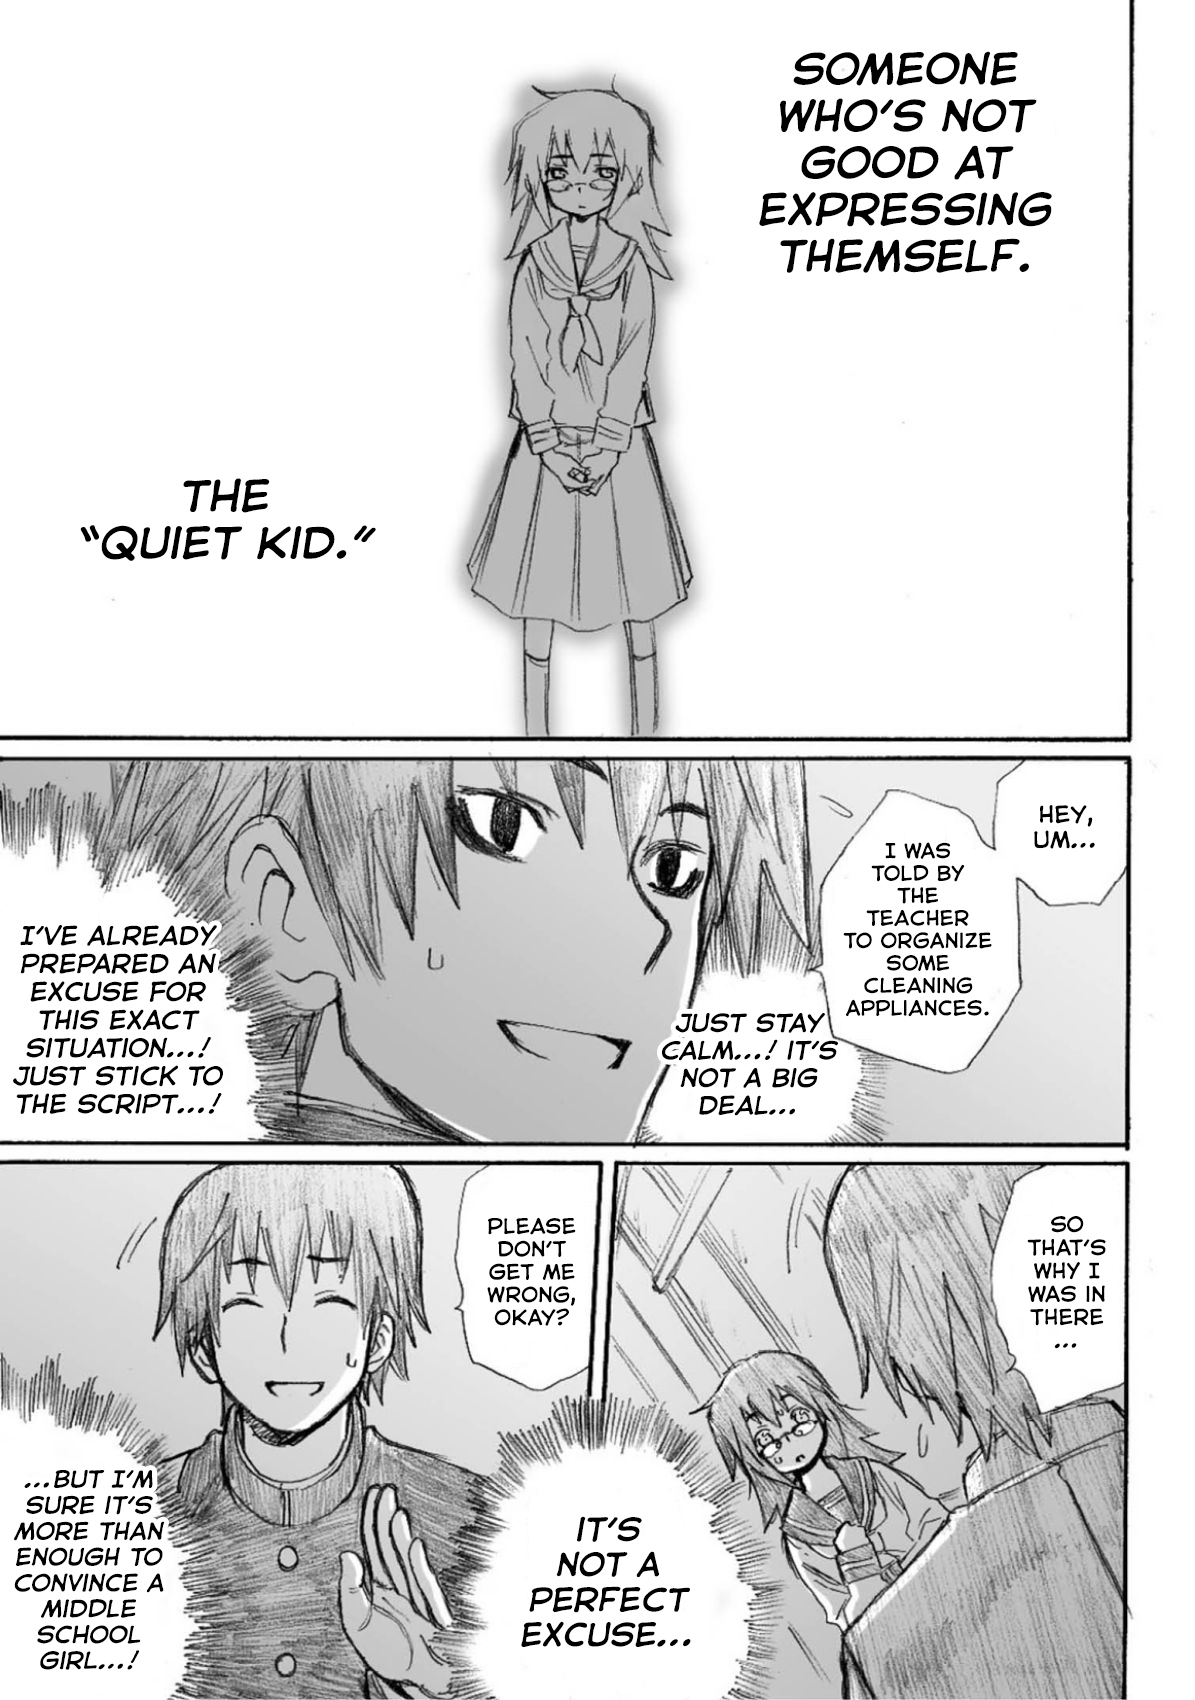 SOMEONE
WHO'S NOT
GOOD AT
EXPRESSING
THEMSELF.
THE
"QUIET KID."
HEY,
UM...
I WAS
TOLD BY
THE
TEACHER
TO ORGANIZE
SOME
CLEANING
APPLIANCES.
JUST STAY
CALM...! IT'S
NOT A BIG
DEAL...
I'VE ALREADY
PREPARED AN
EXCUSE FOR
THIS EXACT
SITUATION...!
JUST STICK TO
THE SCRIPT...!
SO
THAT'S
WHY I
WAS IN
THERE
...
IT'S
NOT A
PERFECT
EXCUSE...
PLEASE
DON'T
GET ME
WRONG,
OKAY?
...BUT I'M
SURE IT'S
MORE THAN
ENOUGH TO
CONVINCE A
MIDDLE
SCHOOL
GIRL...!